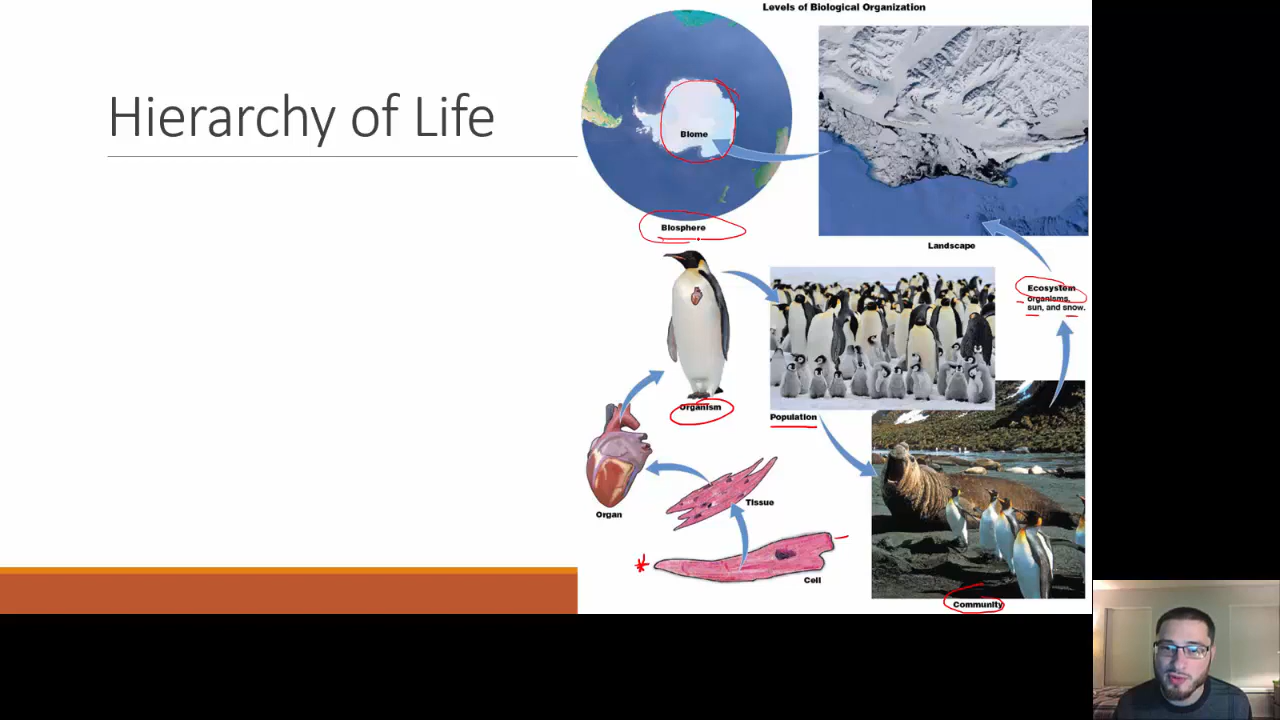 Levels of Biological Organization
Hierarchy of Life
Biome
Biosphere
Landscape
Ecosystem
organisms,
sun, and snow.
Organism
Population
Organ
Tissue
Cell
Community